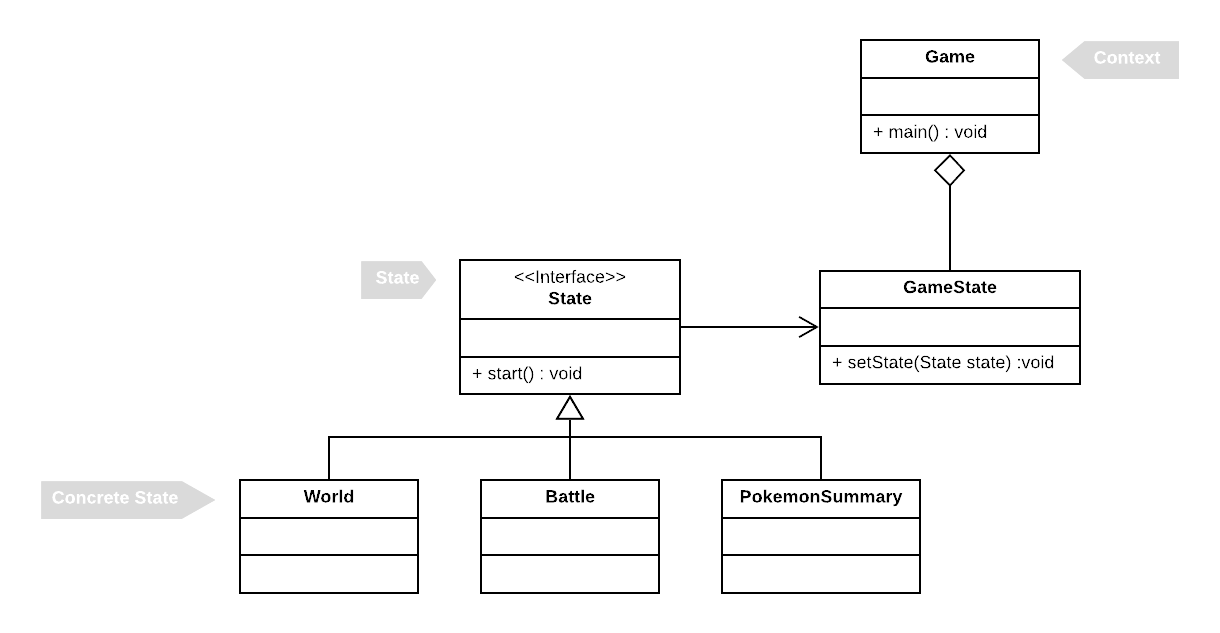 Game
Context
+ main() : void
State
<<Interface>>
State
+ start() : void
GameState
+ setState(State state) :void
Concrete State
World
Battle
PokemonSummary